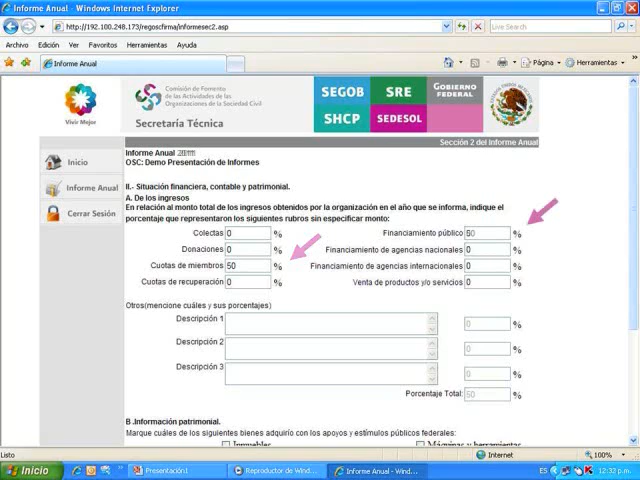 Informe Anual - Windows Internet Explorer
http://192.100.248.173/regoscfirma/informesec2.asp
Live Search
Archivo Edición Ver Favoritos Herramientas Ayuda
Informe Anual
Página Herramientas
Vivir Mejor
Comisión de Fomento
de las Actividades de las
Organizaciones de la Sociedad Civil
Secretaría Técnica
SEGOB SRE GOBIERNO FEDERAL
SHCP SEDESOL
Sección 2 del Informe Anual
Inicio
Informe Anual
Cerrar Sesión
Informe Anual
OSC: Demo Presentación de Informes
II.- Situación financiera, contable y patrimonial.
A. De los ingresos
En relación al monto total de los ingresos obtenidos por la organización en el año que se informa, indique el
porcentaje que representaron los siguientes rubros sin especificar monto:
Colectas 0 % Financiamiento público 50 %
Donaciones 0 % Financiamiento de agencias nacionales 0 %
Cuotas de miembros 50 % Financiamiento de agencias internacionales 0 %
Cuotas de recuperación 0 % Venta de productos y/o servicios 0 %
Otros(mencione cuáles y sus porcentajes)
Descripción 1 0 %
Descripción 2 0 %
Descripción 3 0 %
Porcentaje Total: 50 %
B .Información patrimonial.
Marque cuáles de los siguientes bienes adquirío con los apoyos y estímulos públicos federales:
Inmuebles Máquinas y herramientas
Listo Internet 100%
Inicio Presentación1 Reproductor de Wind... Informe Anual - Wind... ES 12:33 p.m.